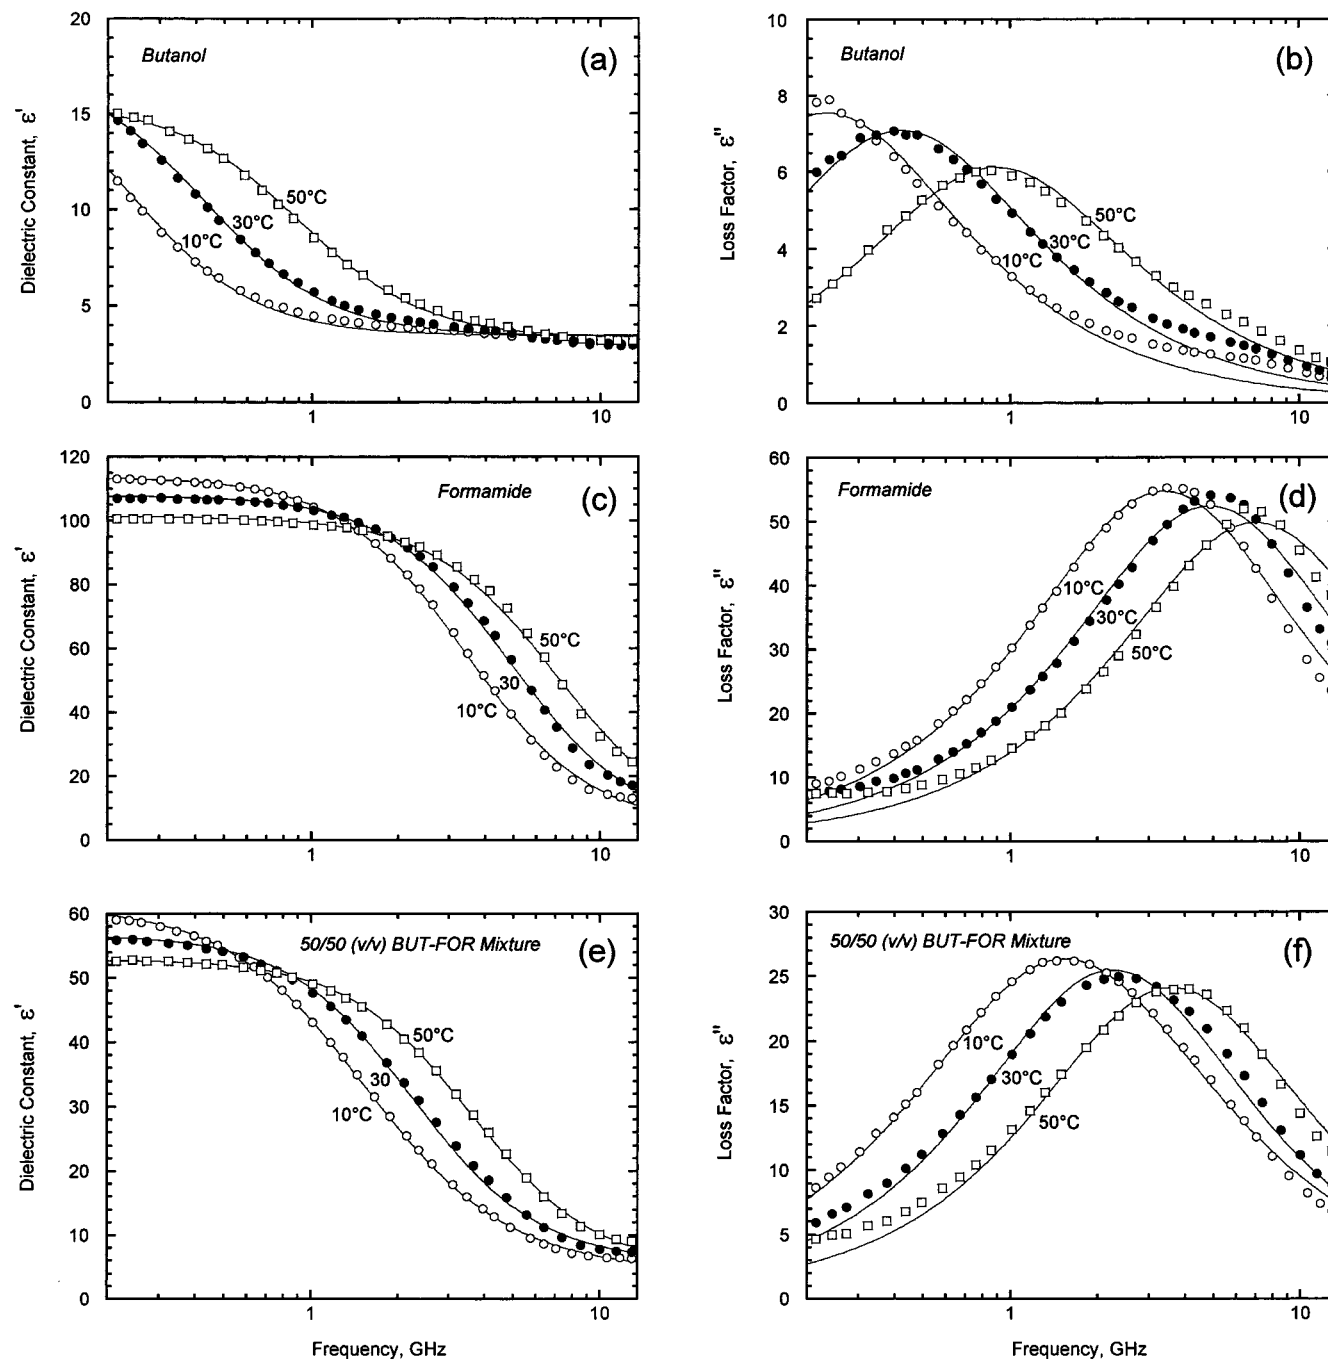 20
15
10
5
0
Dielectric Constant, ε'
Butanol
(a)
50°C
30°C
10°C
1
10
10
8
6
4
2
0
Loss Factor, ε"
Butanol
(b)
50°C
30°C
10°C
1
10
120
100
80
60
40
20
0
Dielectric Constant, ε'
Formamide
(c)
50°C
30
10°C
1
10
60
50
40
30
20
10
0
Loss Factor, ε"
Formamide
(d)
10°C
30°C
50°C
1
10
60
50
40
30
20
10
0
Dielectric Constant, ε'
50/50 (v/v) BUT-FOR Mixture
(e)
50°C
30
10°C
1
10
Frequency, GHz
30
25
20
15
10
5
0
Loss Factor, ε"
50/50 (v/v) BUT-FOR Mixture
(f)
10°C
30°C
50°C
1
10
Frequency, GHz